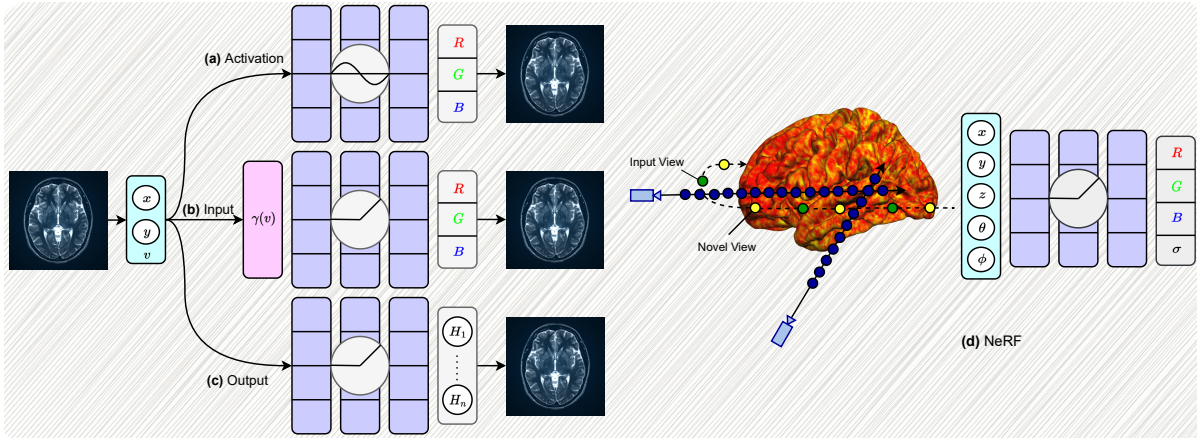 (a) Activation
R
G
B
x
y
v
(b) Input
γ(v)
R
G
B
(c) Output
H₁
......
Hₙ
Input View
Novel View
x
y
z
θ
ϕ
R
G
B
σ
(d) NeRF